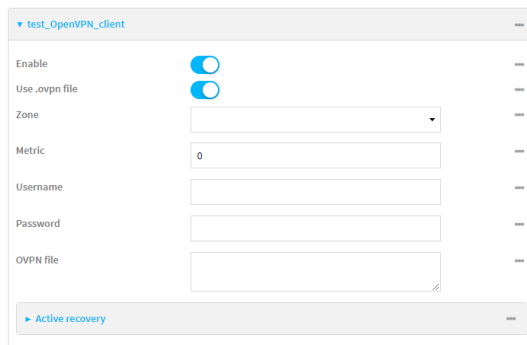 test_OpenVPN_client
Enable
Use .ovpn file
Zone
Metric
0
Username
Password
OVPN file
Active recovery